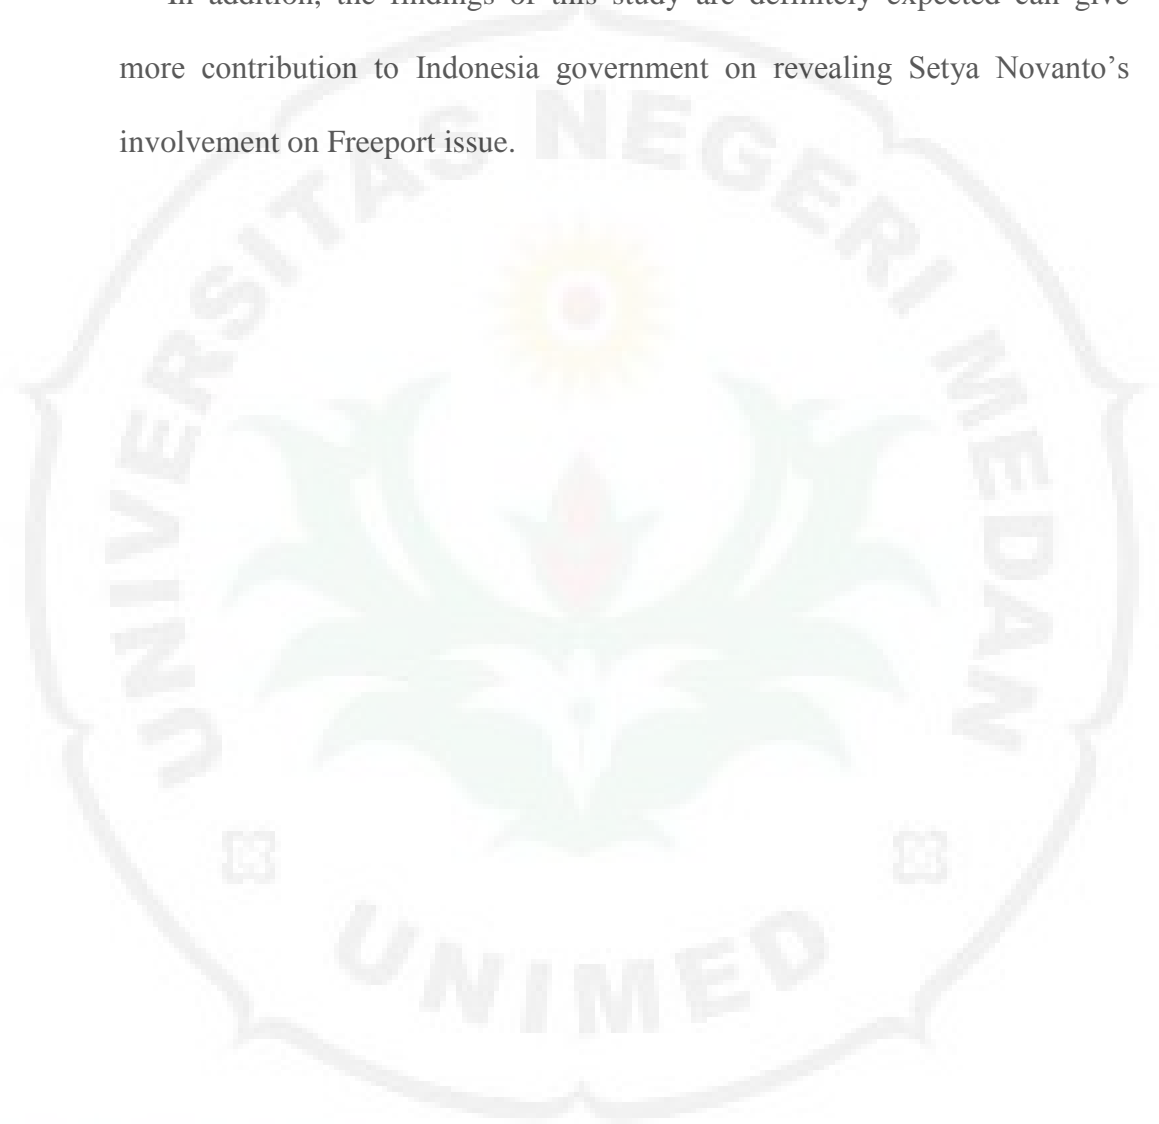 In addition, the findings of this study are definitely expected can give
more contribution to Indonesia government on revealing Setya Novanto’s
involvement on Freeport issue.
UNIVERSITAS NEGERI MEDAN
UNIMED